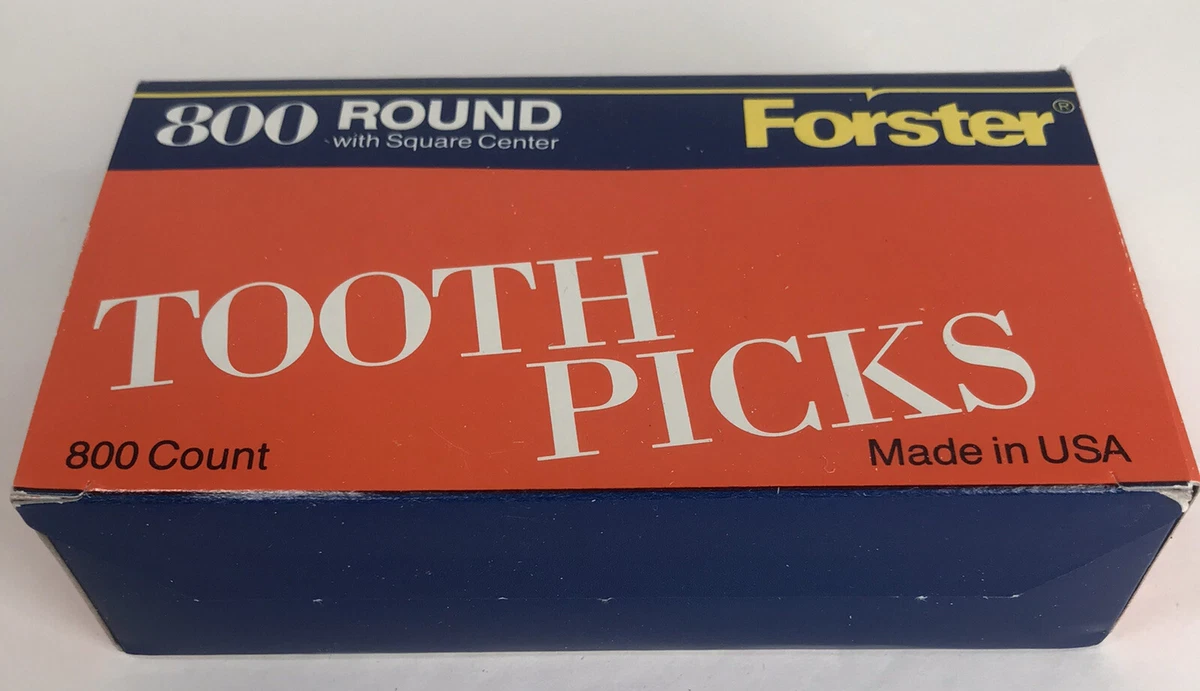 800 ROUND
with Square Center
Forster®
TOOTH
PICKS
800 Count
Made in USA